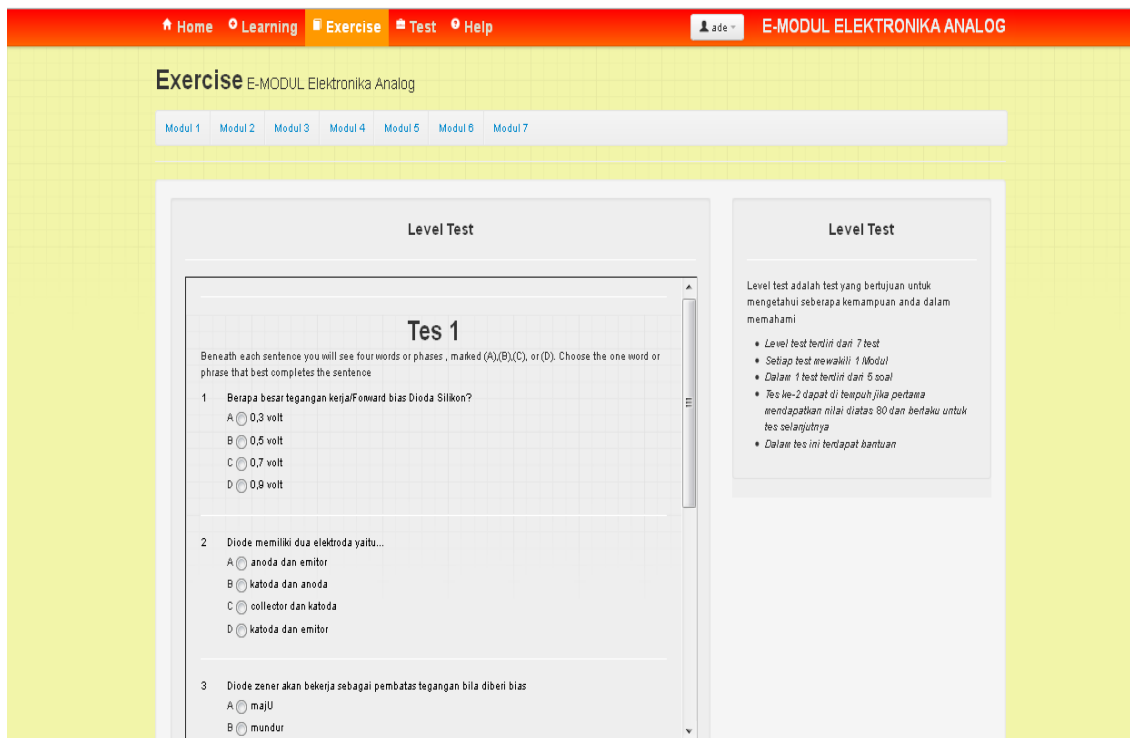 Home Learning Exercise Test Help ade E-MODUL ELEKTRONIKA ANALOG
Exercise E-MODUL Elektronika Analog
Modul 1 Modul 2 Modul 3 Modul 4 Modul 5 Modul 6 Modul 7
Level Test
Tes 1
Beneath each sentence you will see four words or phases , marked (A),(B),(C), or (D). Choose the one word or
phrase that best completes the sentence
1 Berapa besar tegangan kerja/Forward bias Dioda Silikon?
A 0,3 volt
B 0,5 volt
C 0,7 volt
D 0,9 volt
2 Diode memiliki dua elektroda yaitu...
A anoda dan emitor
B katoda dan anoda
C collector dan katoda
D katoda dan emitor
3 Diode zener akan bekerja sebagai pembatas tegangan bila diberi bias
A majU
B mundur
Level Test
Level test adalah test yang bertujuan untuk
mengetahui seberapa kemampuan anda dalam
memahami
• Level test terdiri dari 7 test
• Setiap test mewakili 1 Modul
• Dalam 1 test terdiri dari 5 soal
• Tes ke-2 dapat di tempuh jika pertama
mendapatkan nilai diatas 80 dan berlaku untuk
tes selanjutnya
• Dalam tes ini terdapat bantuan